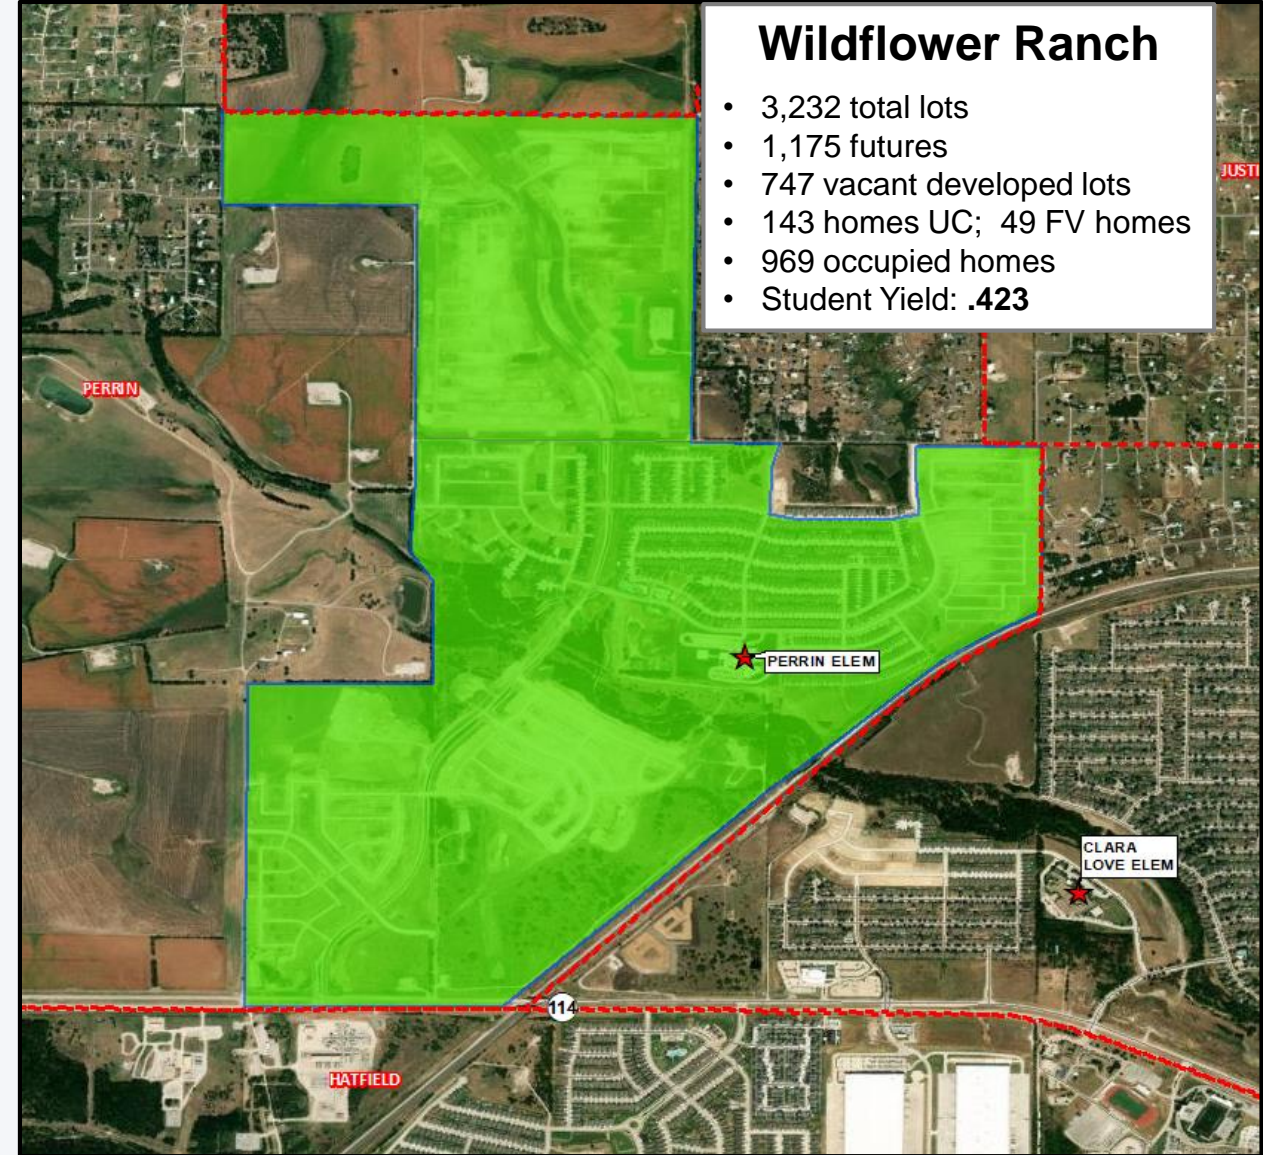 Wildflower Ranch
• 3,232 total lots
• 1,175 futures
• 747 vacant developed lots
• 143 homes UC; 49 FV homes
• 969 occupied homes
• Student Yield: .423
JUSTI
PERRIN
PERRIN ELEM
CLARA
LOVE ELEM
114
HATFIELD